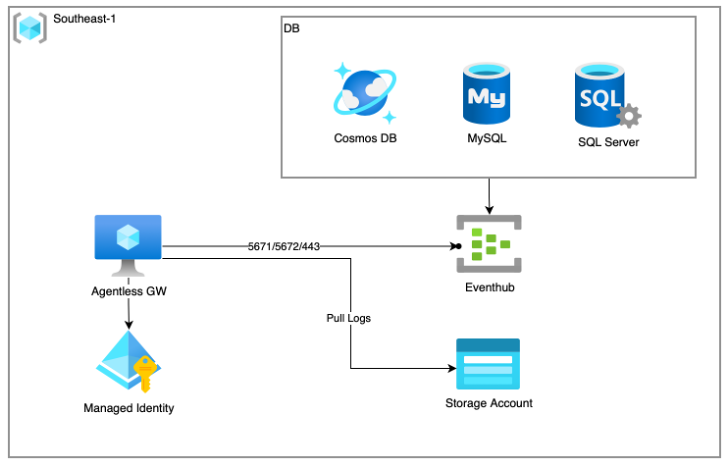 Southeast-1
DB
Cosmos DB
My
MySQL
SQL
SQL Server
5671/5672/443
Agentless GW
Eventhub
Pull Logs
Managed Identity
Storage Account